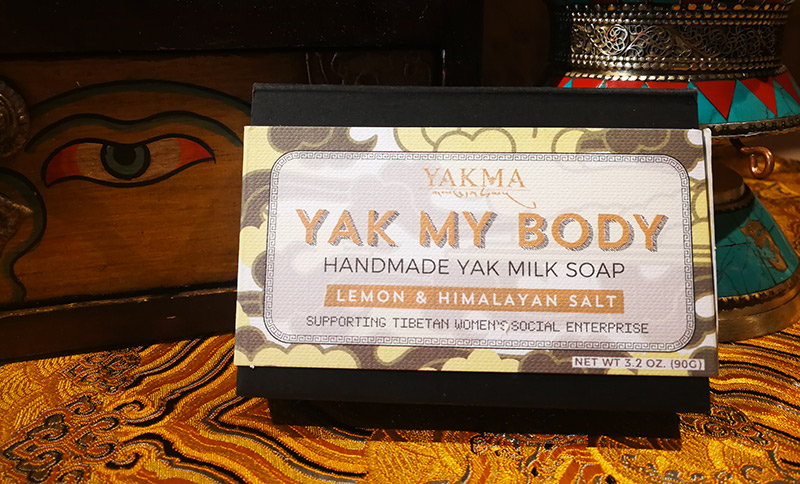 YAKMA
YAK MY BODY
HANDMADE YAK MILK SOAP
LEMON & HIMALAYAN SALT
SUPPORTING TIBETAN WOMEN'S SOCIAL ENTERPRISE
NET WT 3.2 OZ. (90G)